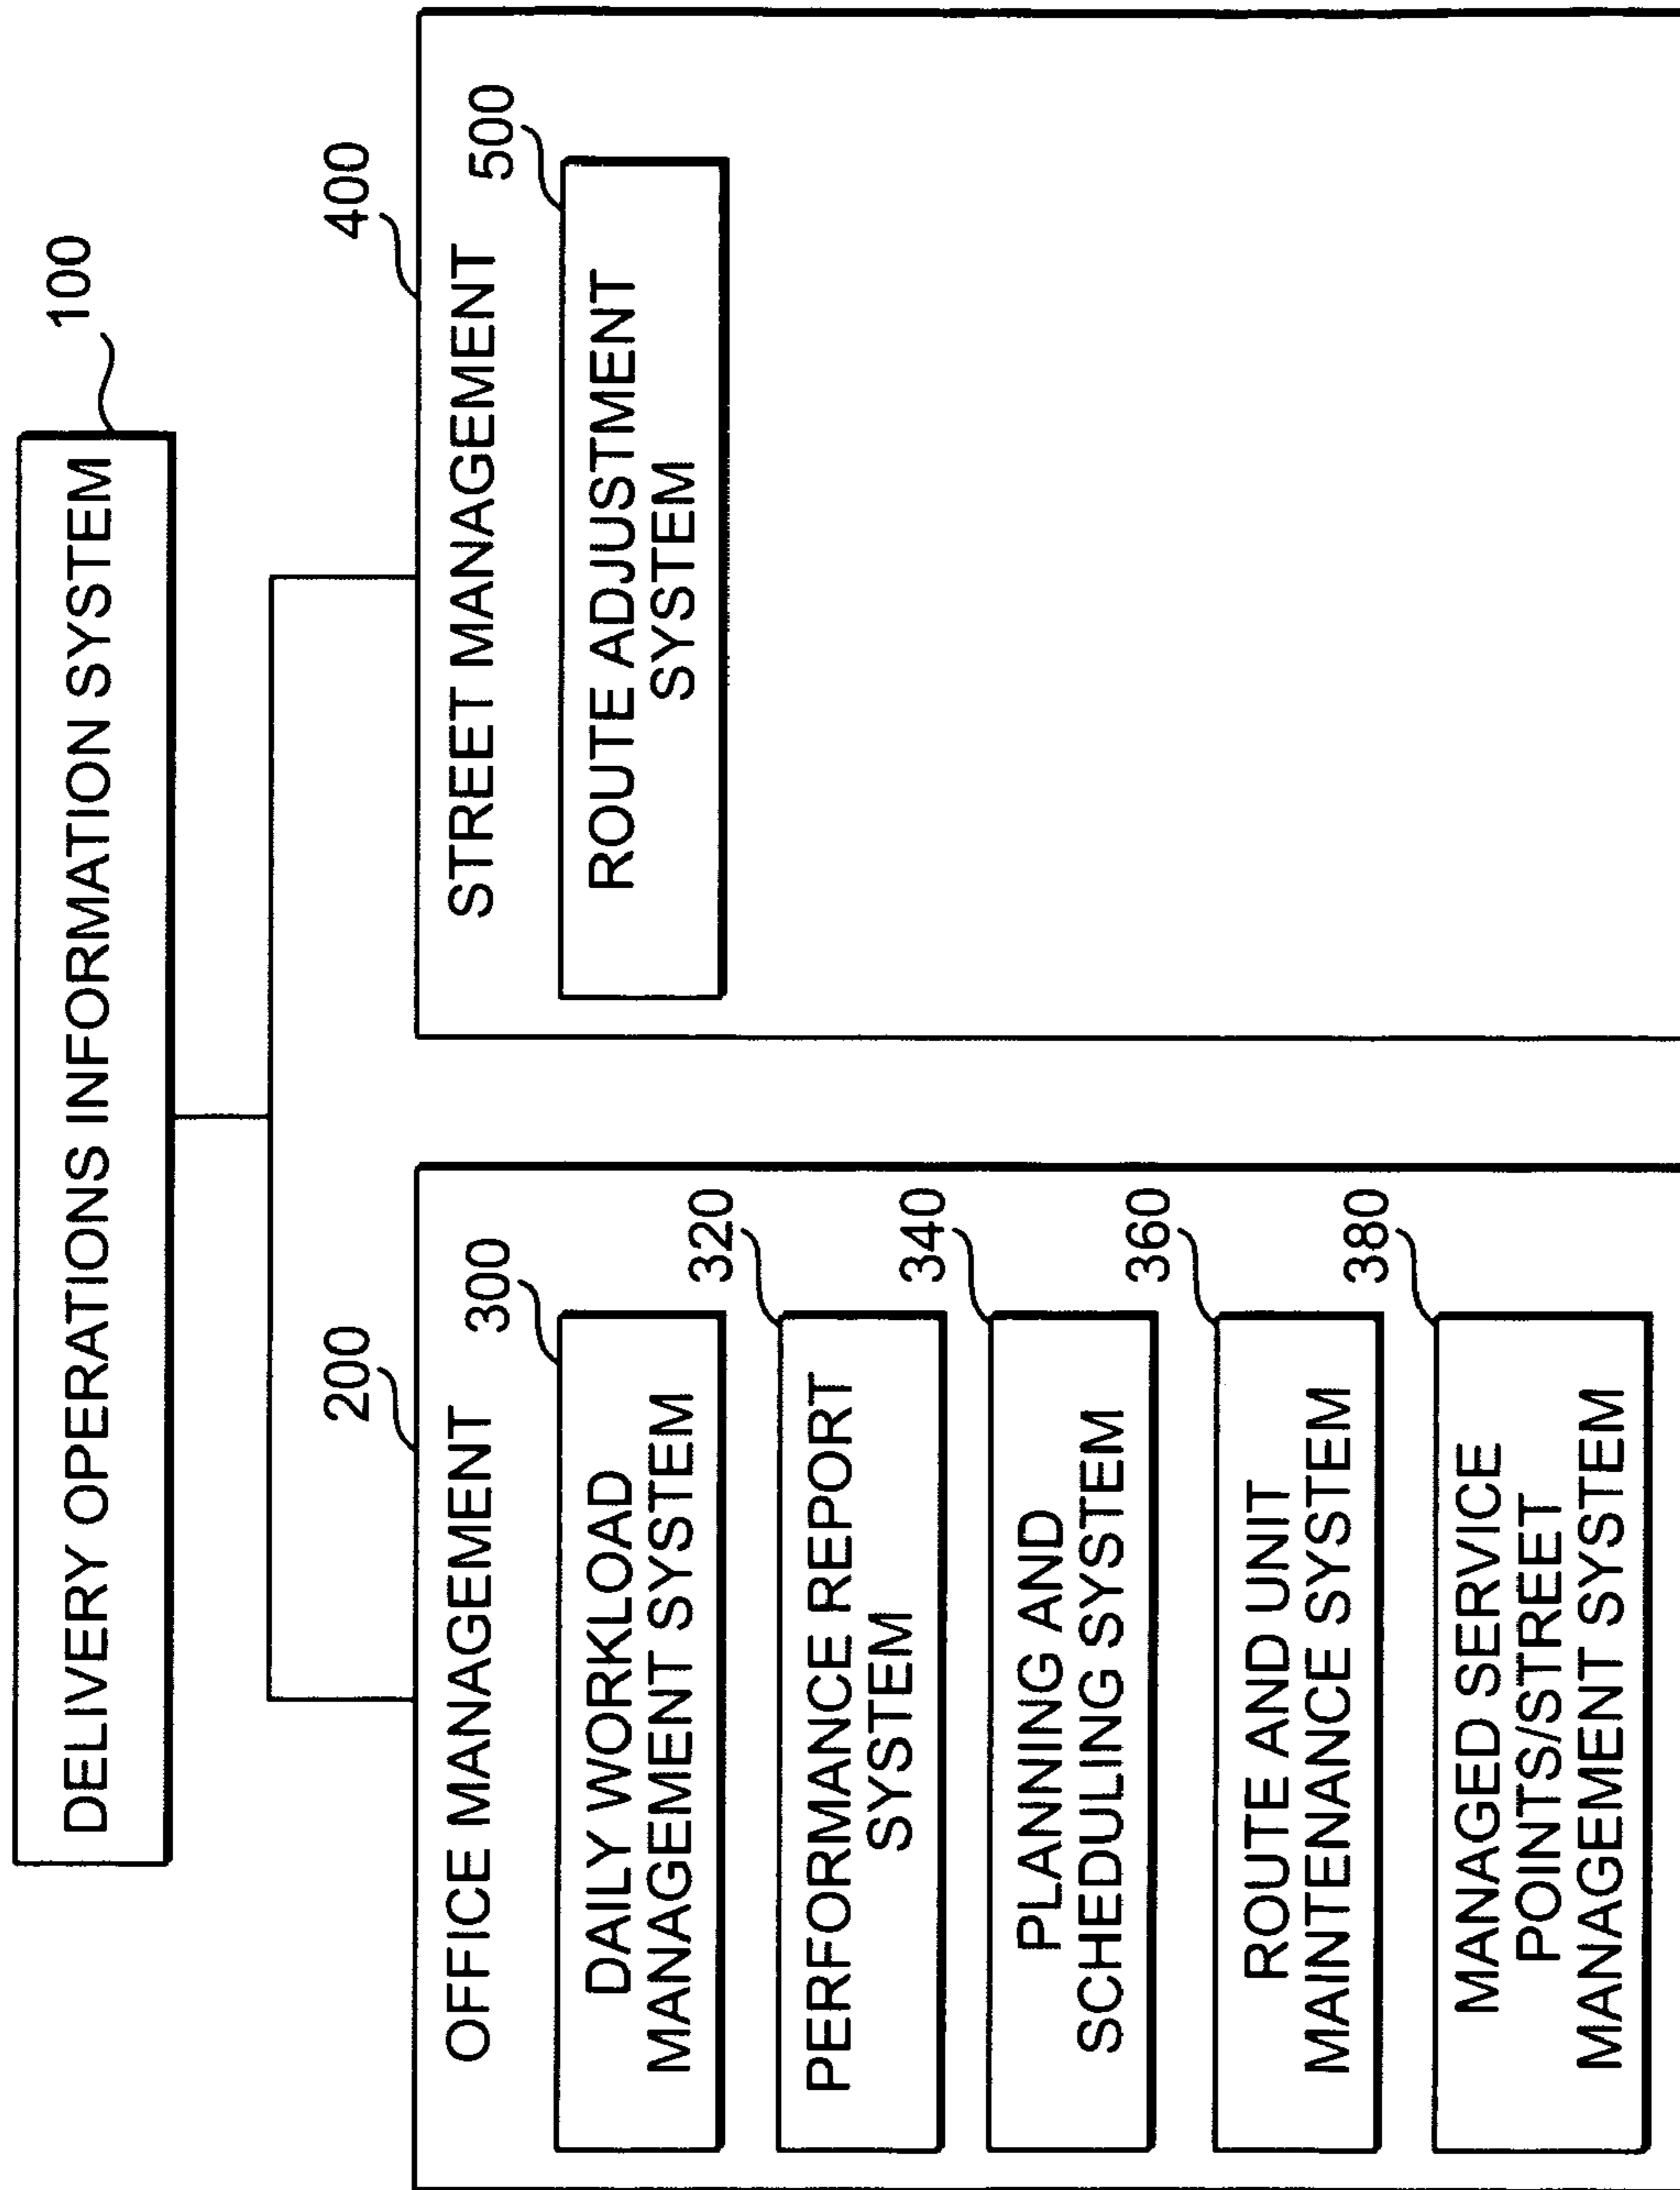 DELIVERY OPERATIONS INFORMATION SYSTEM
100
200
OFFICE MANAGEMENT
300
DAILY WORKLOAD
MANAGEMENT SYSTEM
320
PERFORMANCE REPORT
SYSTEM
340
PLANNING AND
SCHEDULING SYSTEM
360
ROUTE AND UNIT
MAINTENANCE SYSTEM
380
MANAGED SERVICE
POINTS/STREET
MANAGEMENT SYSTEM
400
STREET MANAGEMENT
500
ROUTE ADJUSTMENT
SYSTEM